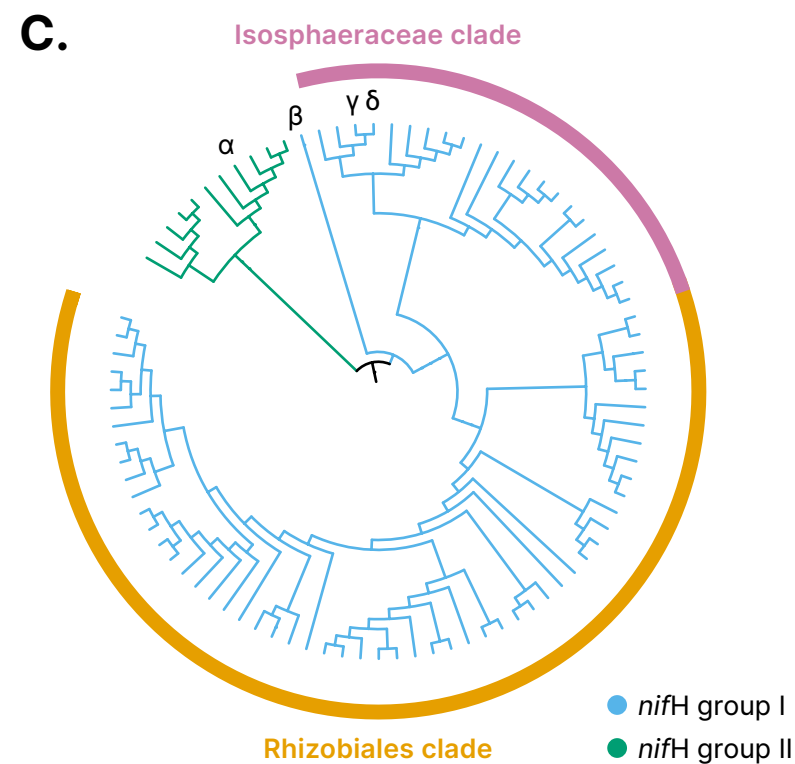 C.
Isosphaeraceae clade
γ δ
β
α
nifH group I
nifH group II
Rhizobiales clade